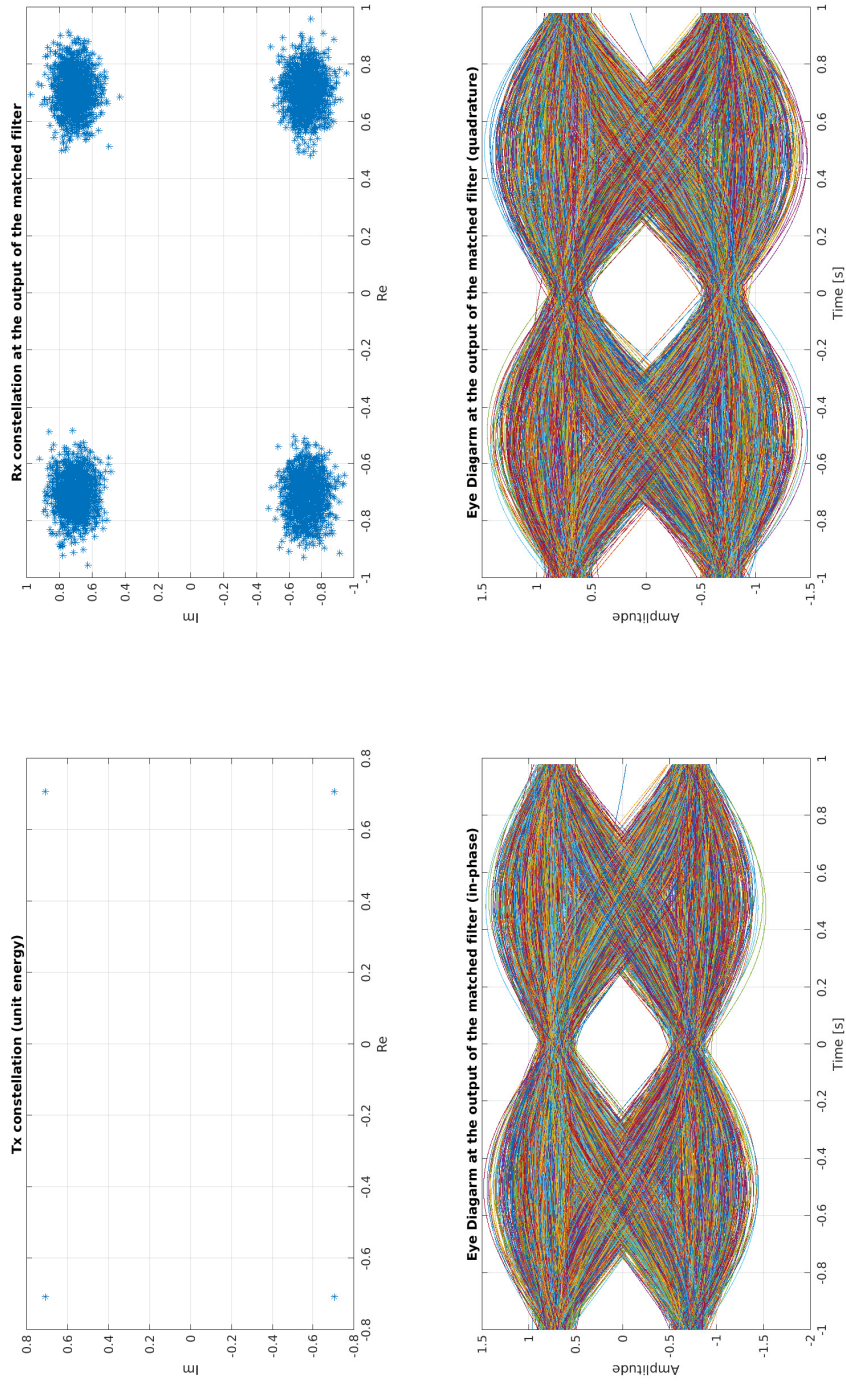 Tx constellation (unit energy)
0.8
0.6
0.4
0.2
0
-0.2
-0.4
-0.6
-0.8
Im
-0.8 -0.6 -0.4 -0.2 0 0.2 0.4 0.6 0.8
Re
Rx constellation at the output of the matched filter
1
0.8
0.6
0.4
0.2
0
-0.2
-0.4
-0.6
-0.8
-1
Im
-1 -0.8 -0.6 -0.4 -0.2 0 0.2 0.4 0.6 0.8 1
Re
Eye Diagarm at the output of the matched filter (in-phase)
1.5
1
0.5
0
-0.5
-1
-1.5
-2
Amplitude
-1 -0.8 -0.6 -0.4 -0.2 0 0.2 0.4 0.6 0.8 1
Time [s]
Eye Diagarm at the output of the matched filter (quadrature)
1.5
1
0.5
0
-0.5
-1
-1.5
Amplitude
-1 -0.8 -0.6 -0.4 -0.2 0 0.2 0.4 0.6 0.8 1
Time [s]